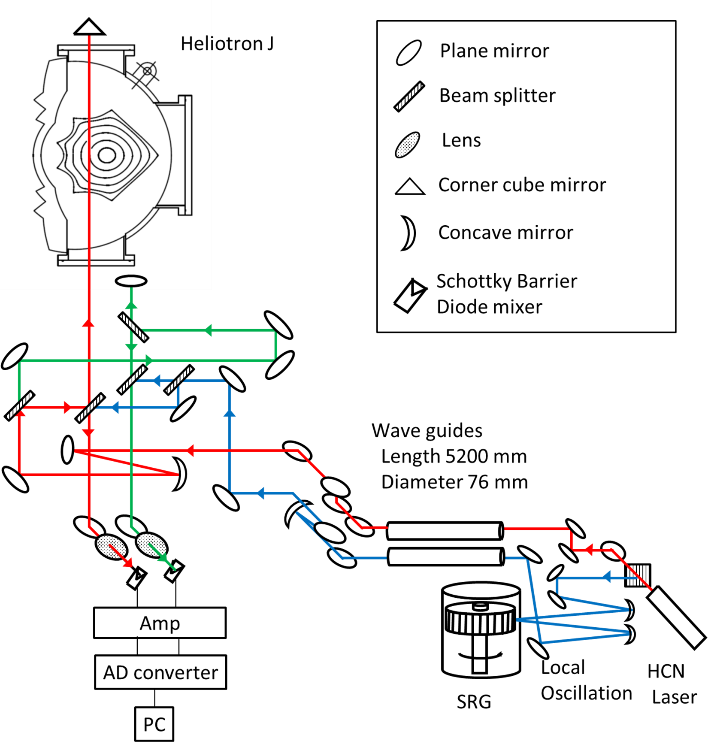 Heliotron J
Plane mirror
Beam splitter
Lens
Corner cube mirror
Concave mirror
Schottky Barrier
Diode mixer
Wave guides
Length 5200 mm
Diameter 76 mm
Amp
AD converter
PC
SRG
Local
Oscillation
HCN
Laser